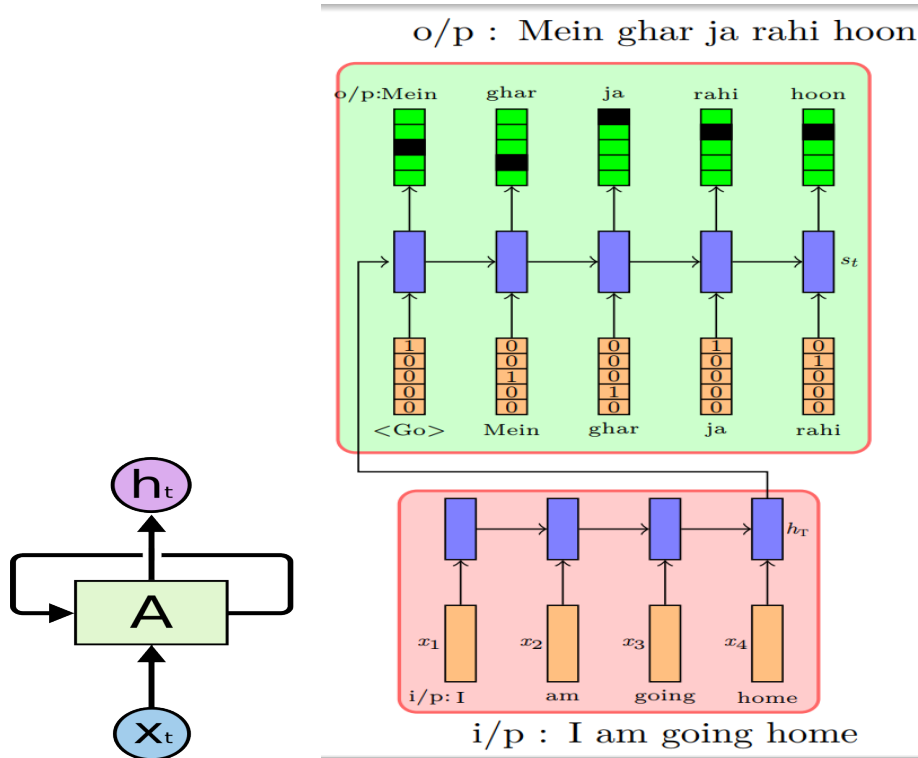 o/p : Mein ghar ja rahi hoon
o/p:Mein ghar ja rahi hoon
s_t
1 0 0 1 0
0 0 0 0 1
0 1 0 0 0
0 0 1 0 0
0 0 0 0 0
<Go> Mein ghar ja rahi
h_T
x_1 x_2 x_3 x_4
i/p: I am going home
i/p : I am going home
h_t
A
X_t